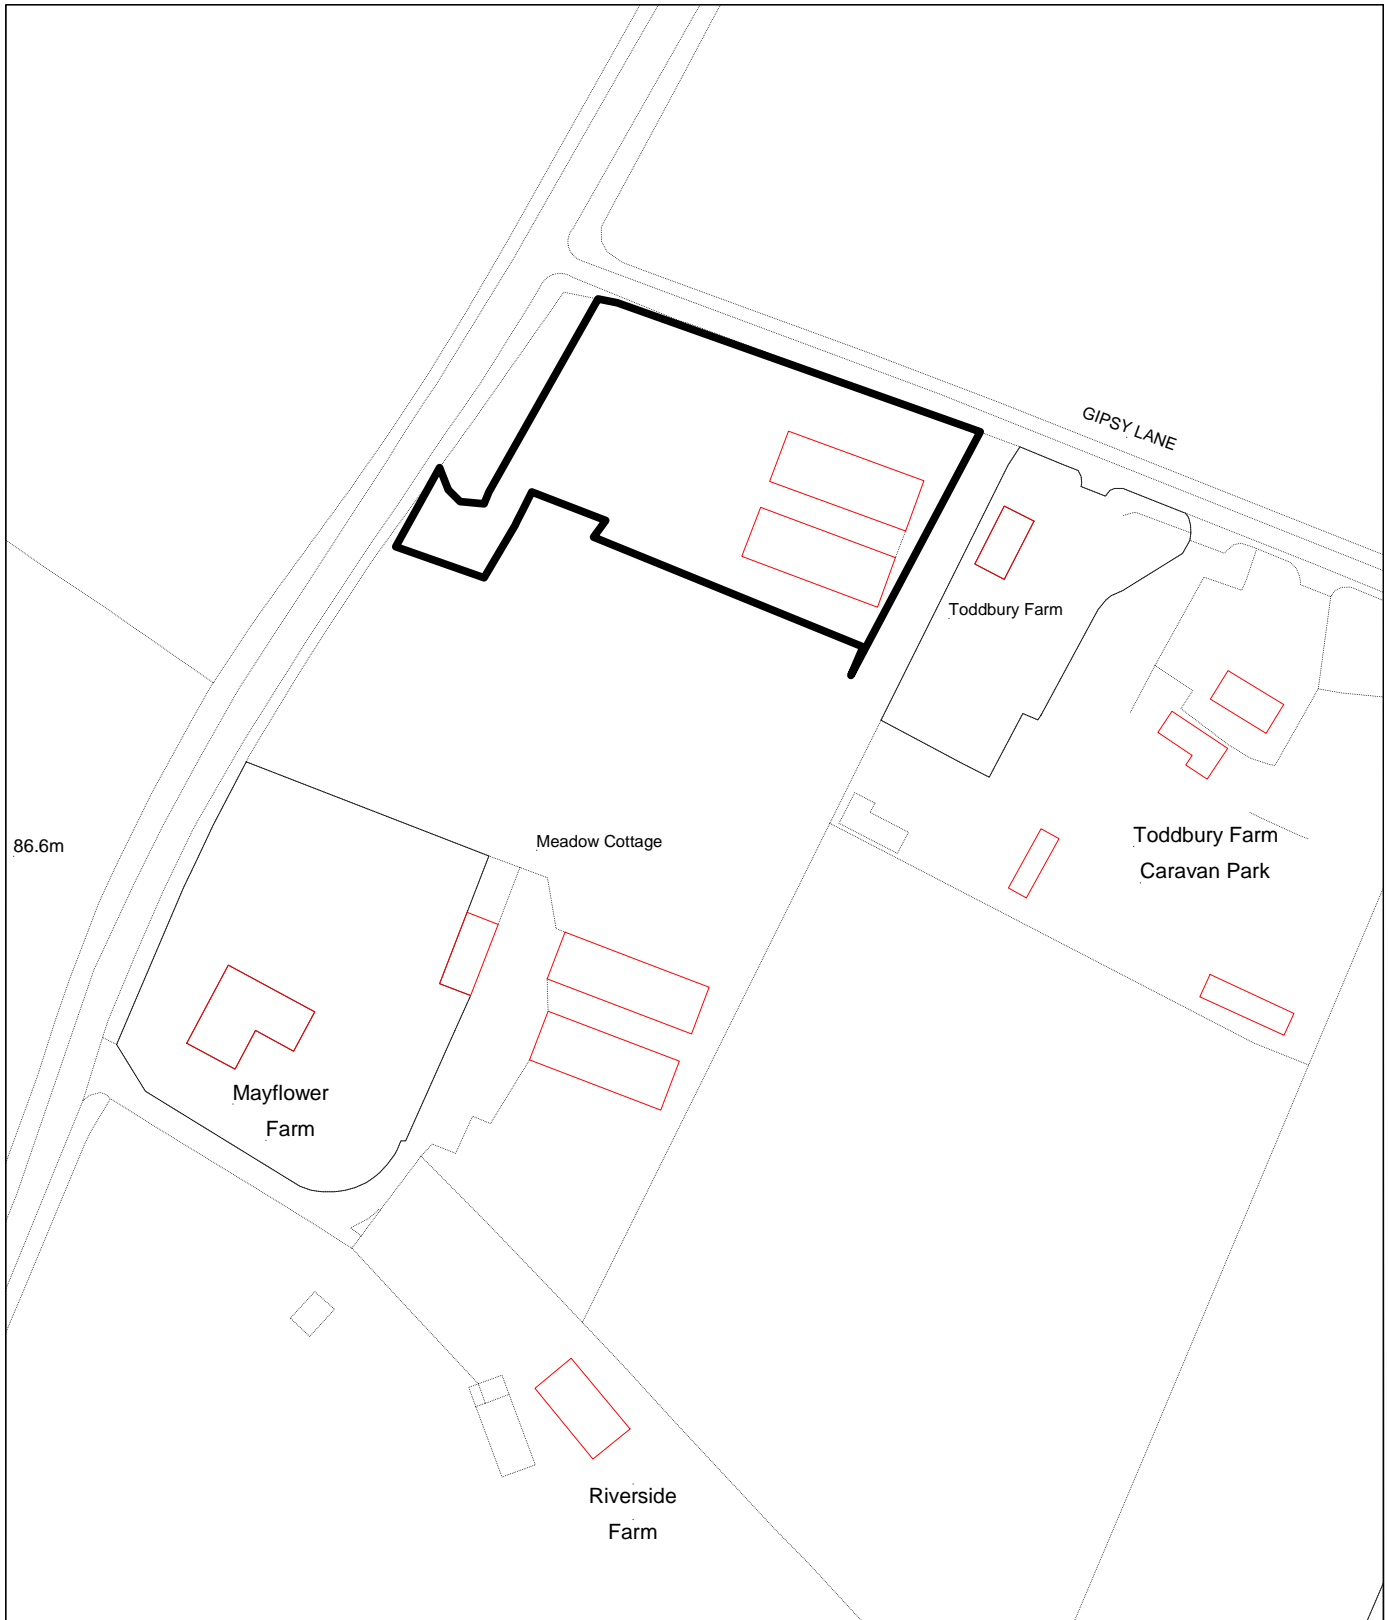 GIPSY LANE
Toddbury Farm
Meadow Cottage
Toddbury Farm
Caravan Park
86.6m
Mayflower
Farm
Riverside
Farm